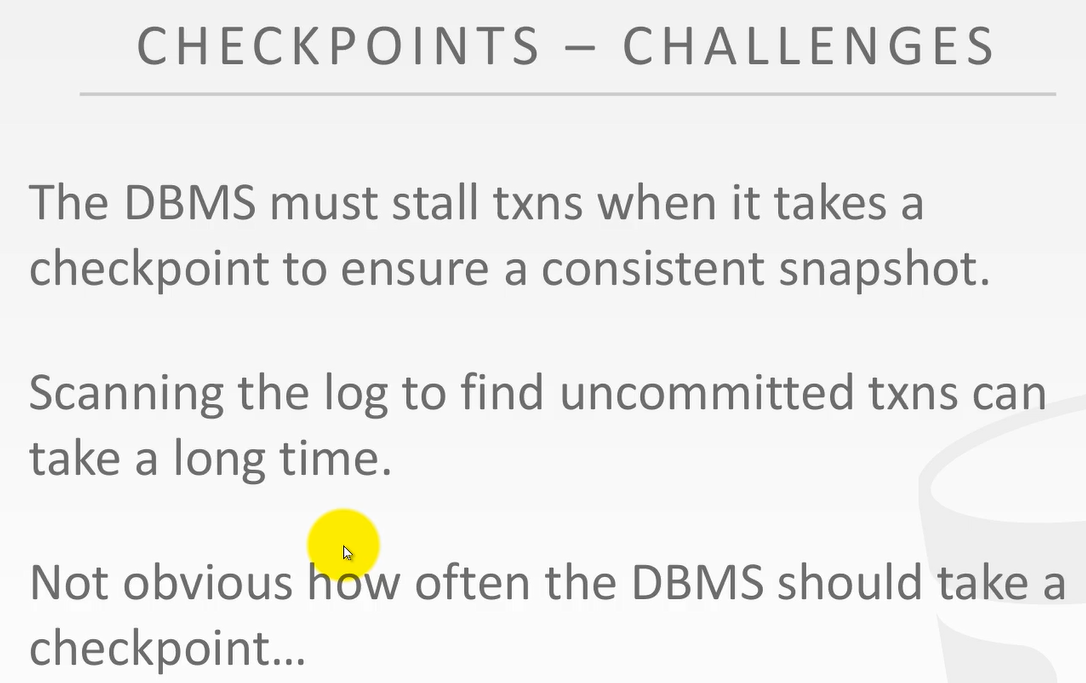 CHECKPOINTS – CHALLENGES
The DBMS must stall txns when it takes a
checkpoint to ensure a consistent snapshot.
Scanning the log to find uncommitted txns can
take a long time.
Not obvious how often the DBMS should take a
checkpoint...